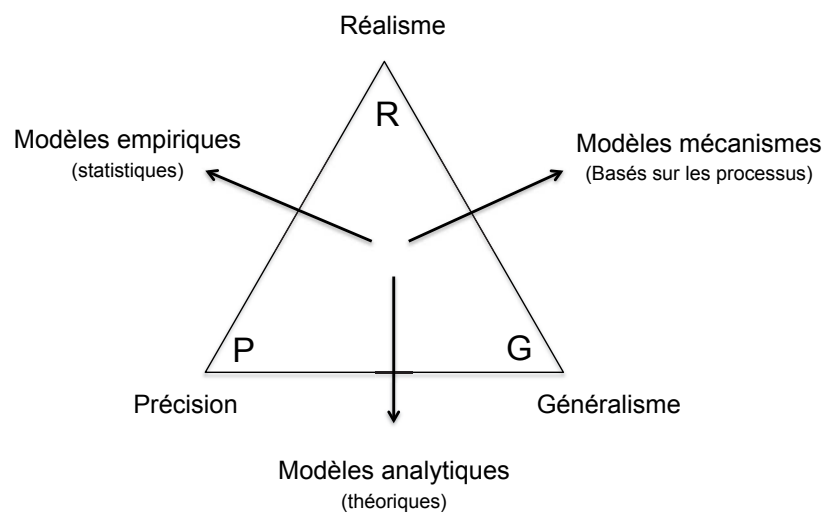 Réalisme
R
Modèles empiriques
(statistiques)
Modèles mécanismes
(Basés sur les processus)
P
G
Précision
Généralisme
Modèles analytiques
(théoriques)